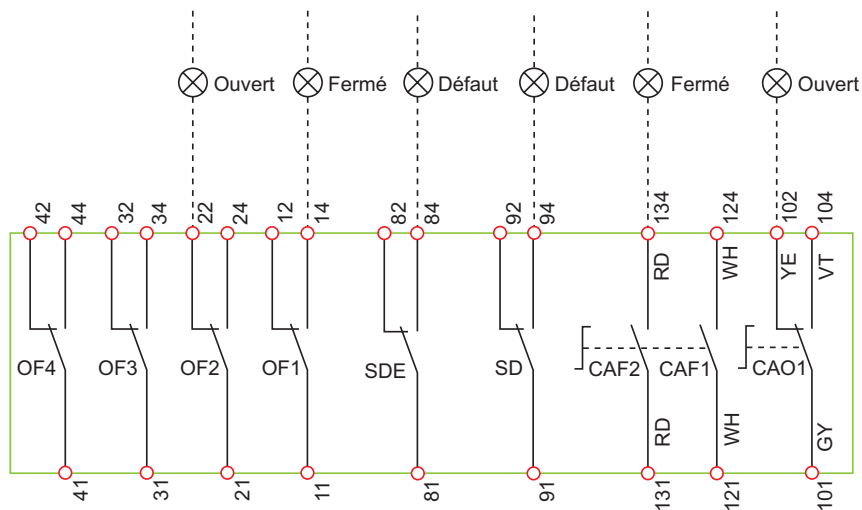 Ouvert Fermé Défaut Défaut Fermé Ouvert
42 44 32 34 22 24 12 14 82 84 92 94 134 124 102 104
RD WH YE VT
OF4 OF3 OF2 OF1 SDE SD CAF2 CAF1 CAO1
RD WH GY
41 31 21 11 81 91 131 121 101